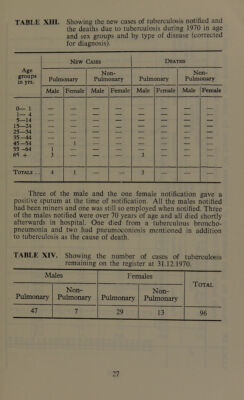 TABLE XIII. Showing the new cases of tuberculosis notified and
the deaths due to tuberculosis during 1970 in age
and sex groups and by type of disease (corrected
for diagnosis).
Age groups in yrs. New Cases Deaths
Pulmonary Non-Pulmonary Pulmonary Non-Pulmonary
Male Female Male Female Male Female Male Female
0— 1 — — — — — — — —
1— 4 — — — — — — — —
5—14 — — — — — — — —
15—24 — — — — — — — —
25—34 — — — — — — — —
35—44 — — — — — — — —
45—54 — 1 — — — — — —
55—64 1 — — — — — — —
65 + 3 — — — 3 — — —
Totals .. 4 1 — — 3 — — —
Three of the male and the one female notification gave a
positive sputum at the time of notification. All the males notified
had been miners and one was still so employed when notified. Three
of the males notified were over 70 years of age and all died shortly
afterwards in hospital. One died from a tuberculous broncho-
pneumonia and two had pneumoconiosis mentioned in addition
to tuberculosis as the cause of death.
TABLE XIV. Showing the number of cases of tuberculosis
remaining on the register at 31.12.1970.
Males Females Total
Pulmonary Non-Pulmonary Pulmonary Non-Pulmonary
47 7 29 13 96
27